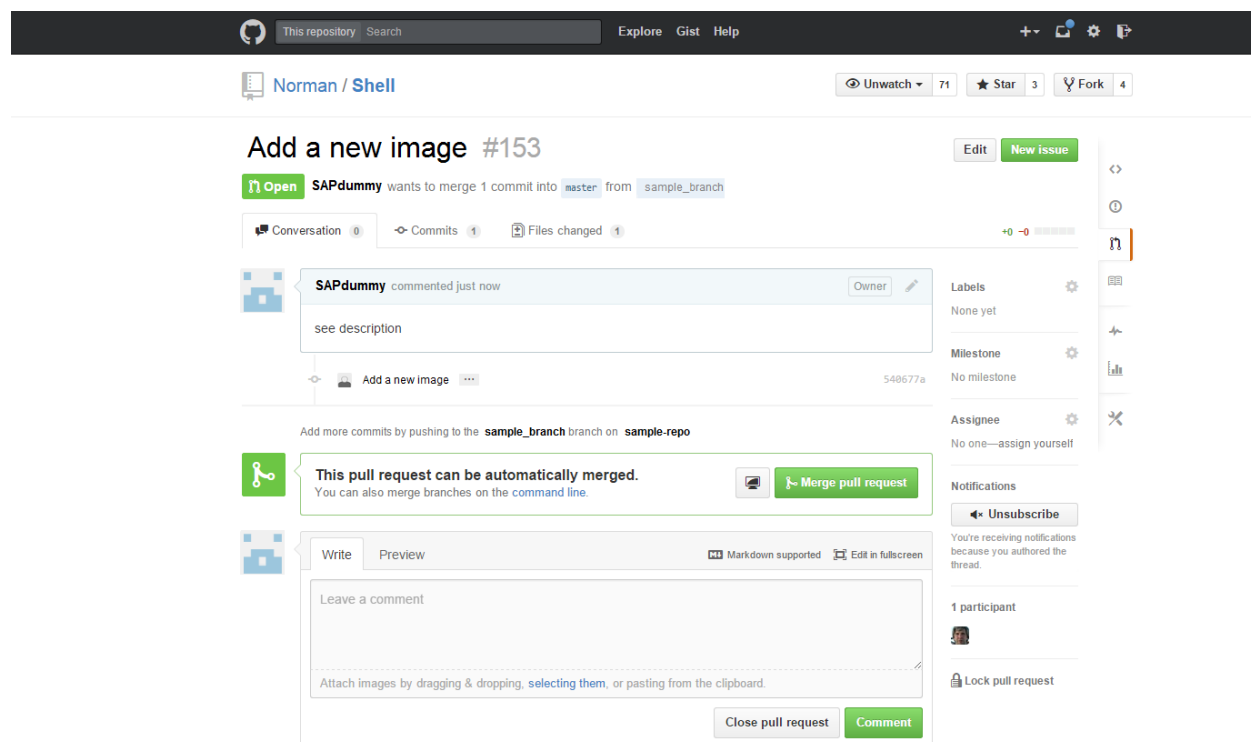 This repository Search Explore Gist Help
Norman / Shell Unwatch 71 Star 3 Fork 4
Add a new image #153 Edit New issue
Open SAPdummy wants to merge 1 commit into master from sample_branch
Conversation 0 Commits 1 Files changed 1 +0 −0
SAPdummy commented just now Owner
see description
Add a new image ... 540677a
Add more commits by pushing to the sample_branch branch on sample-repo
This pull request can be automatically merged.
You can also merge branches on the command line.
Merge pull request
Write Preview Markdown supported Edit in fullscreen
Leave a comment
Attach images by dragging & dropping, selecting them, or pasting from the clipboard.
Close pull request Comment
Labels
None yet
Milestone
No milestone
Assignee
No one—assign yourself
Notifications
Unsubscribe
You're receiving notifications
because you authored the
thread.
1 participant
Lock pull request